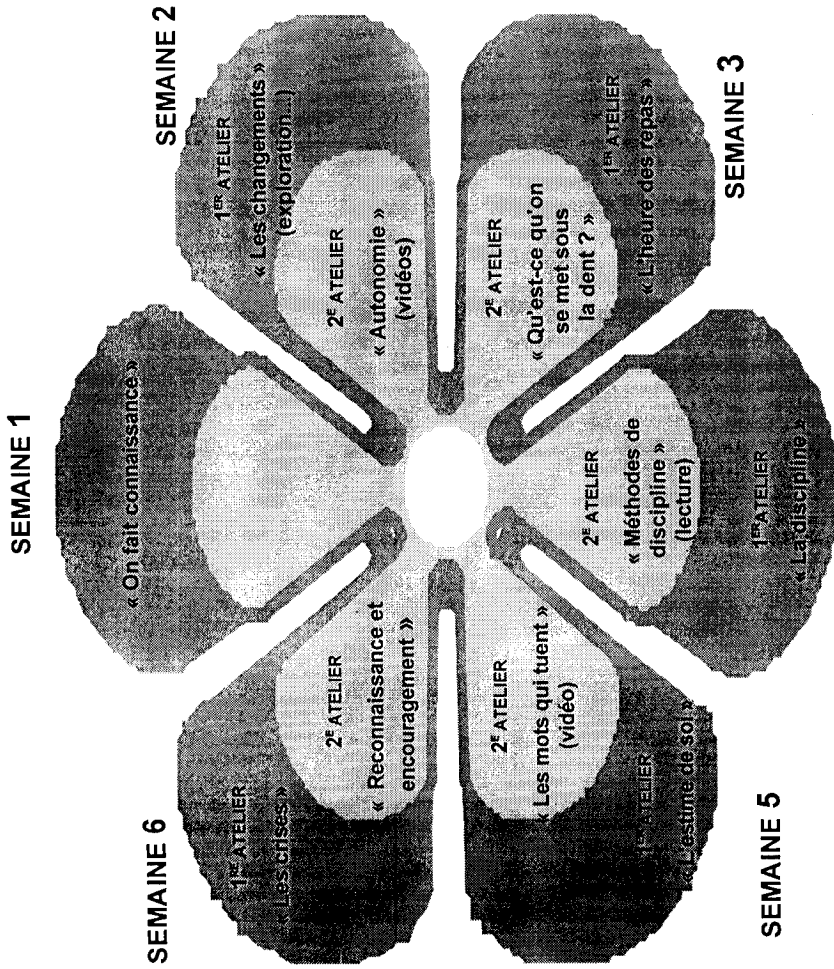 SEMAINE 1
« On fait connaissance »
SEMAINE 2
1ER ATELIER
« Les changements »
(exploration...)
2E ATELIER
« Autonomie »
(vidéos)
SEMAINE 3
1ER ATELIER
« L'heure des repas »
2E ATELIER
« Qu'est-ce qu'on
se met sous
la dent ? »
1ER ATELIER
« La discipline »
2E ATELIER
« Méthodes de
discipline »
(lecture)
SEMAINE 5
1ER ATELIER
« L'estime de soi »
2E ATELIER
« Les mots qui tuent »
(vidéo)
SEMAINE 6
1RE ATELIER
« Les crises »
2E ATELIER
« Reconnaissance et
encouragement »